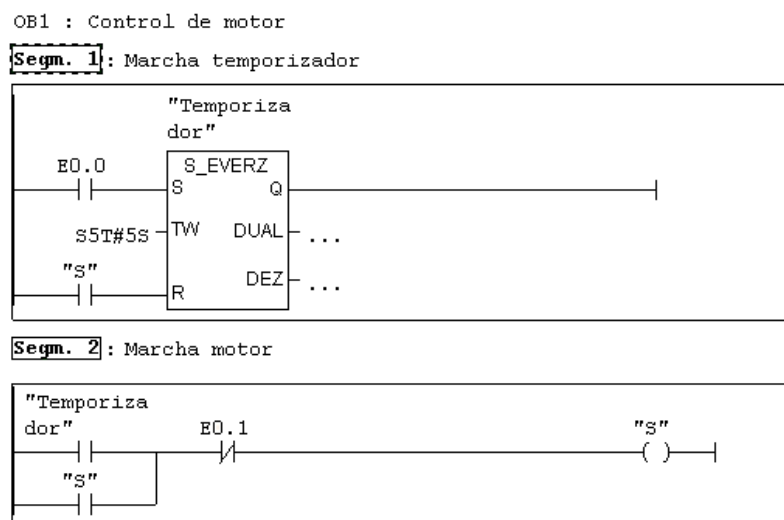 OB1 : Control de motor
Segm. 1: Marcha temporizador
"Temporiza
dor"
E0.0
S_EVERZ
S Q
S5T#5S TW DUAL ...
"S"
R DEZ ...
Segm. 2: Marcha motor
"Temporiza
dor" E0.1 "S"
( )
"S"